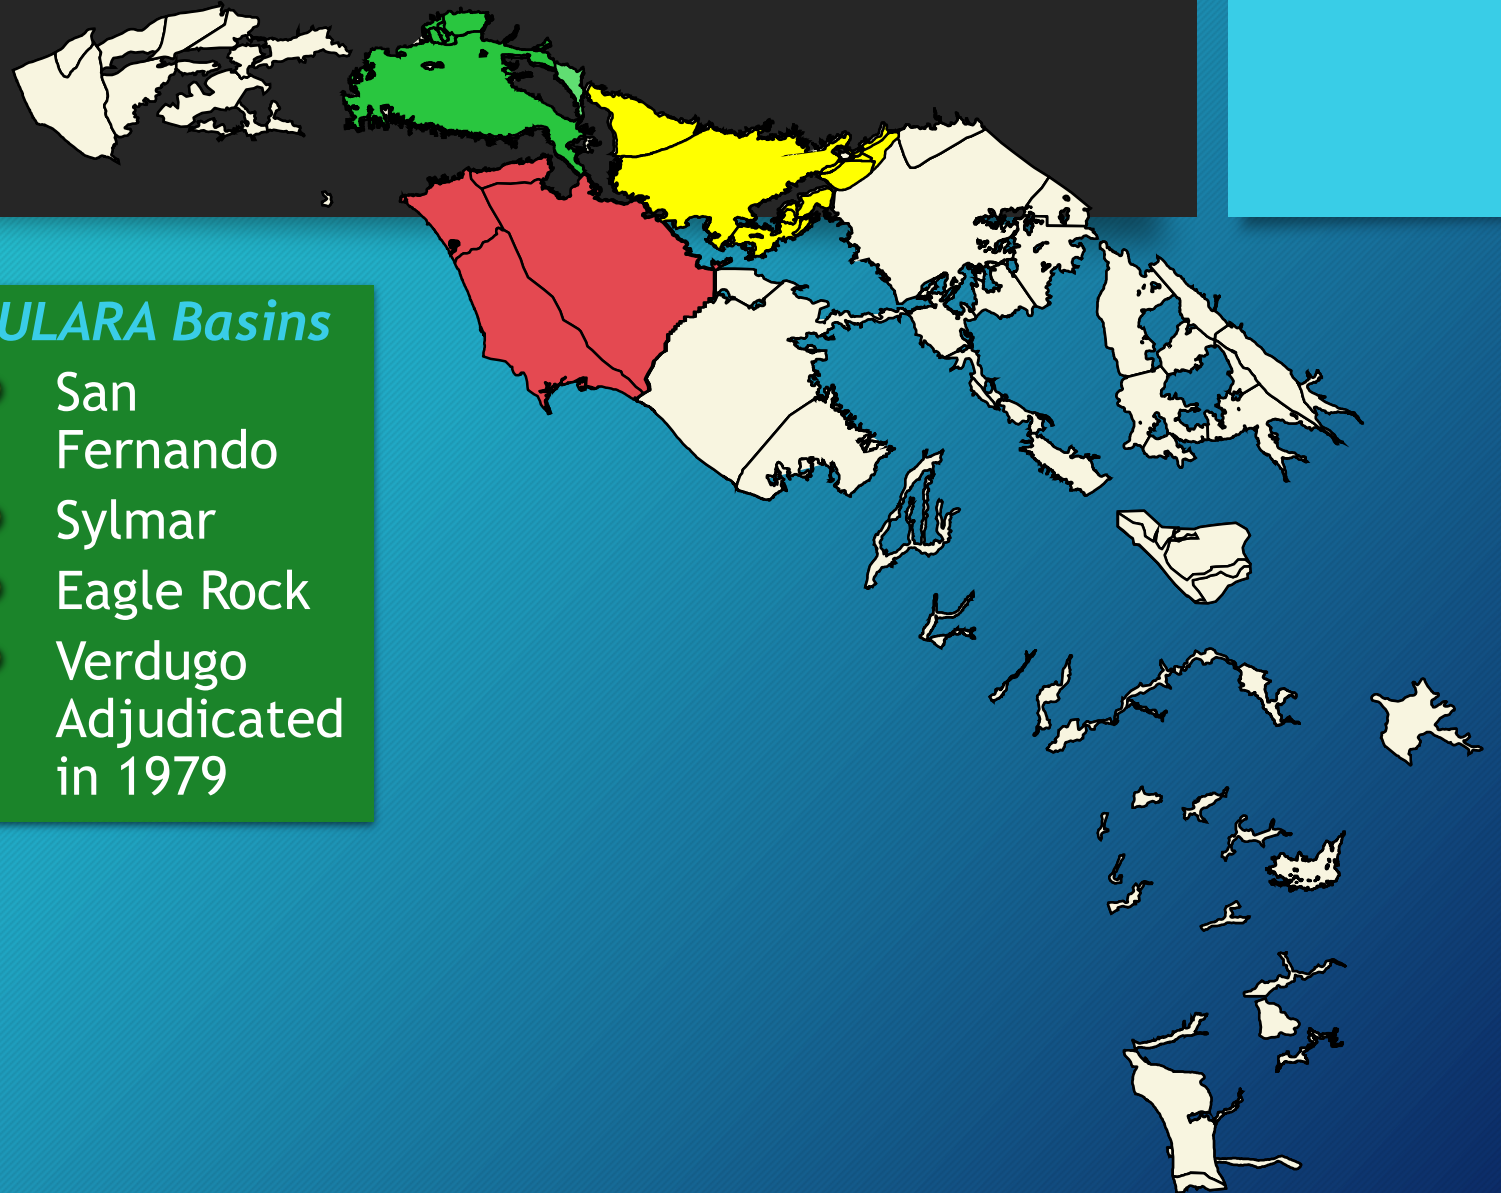 ULARA Basins
San
Fernando
Sylmar
Eagle Rock
Verdugo
Adjudicated
in 1979